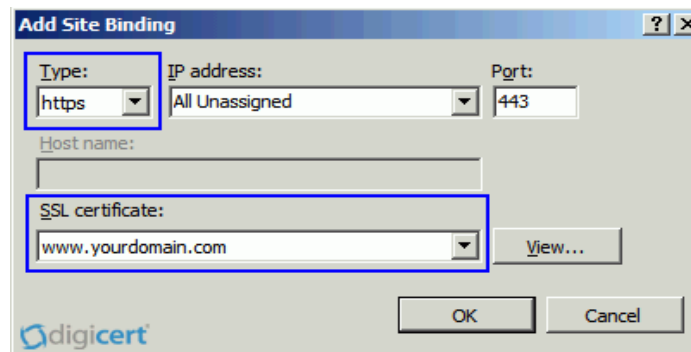 Add Site Binding
Type: IP address: Port:
https All Unassigned 443
Host name:
SSL certificate:
www.yourdomain.com View...
OK Cancel
digicert